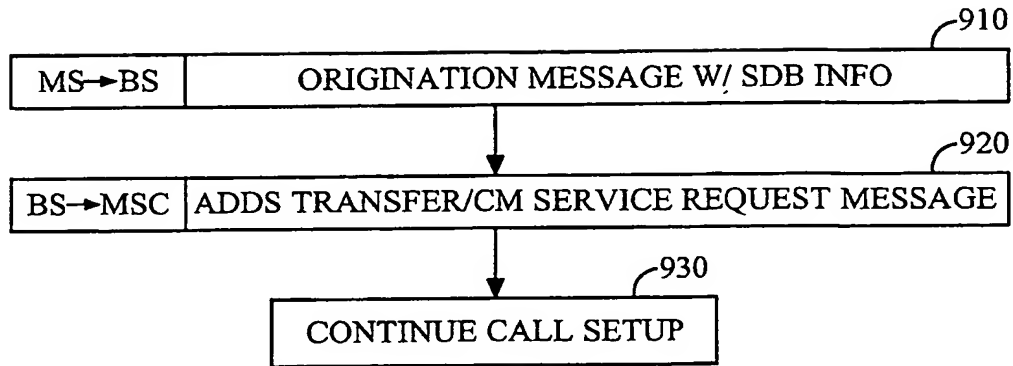 910
MS→BS ORIGINATION MESSAGE W/ SDB INFO
920
BS→MSC ADDS TRANSFER/CM SERVICE REQUEST MESSAGE
930
CONTINUE CALL SETUP